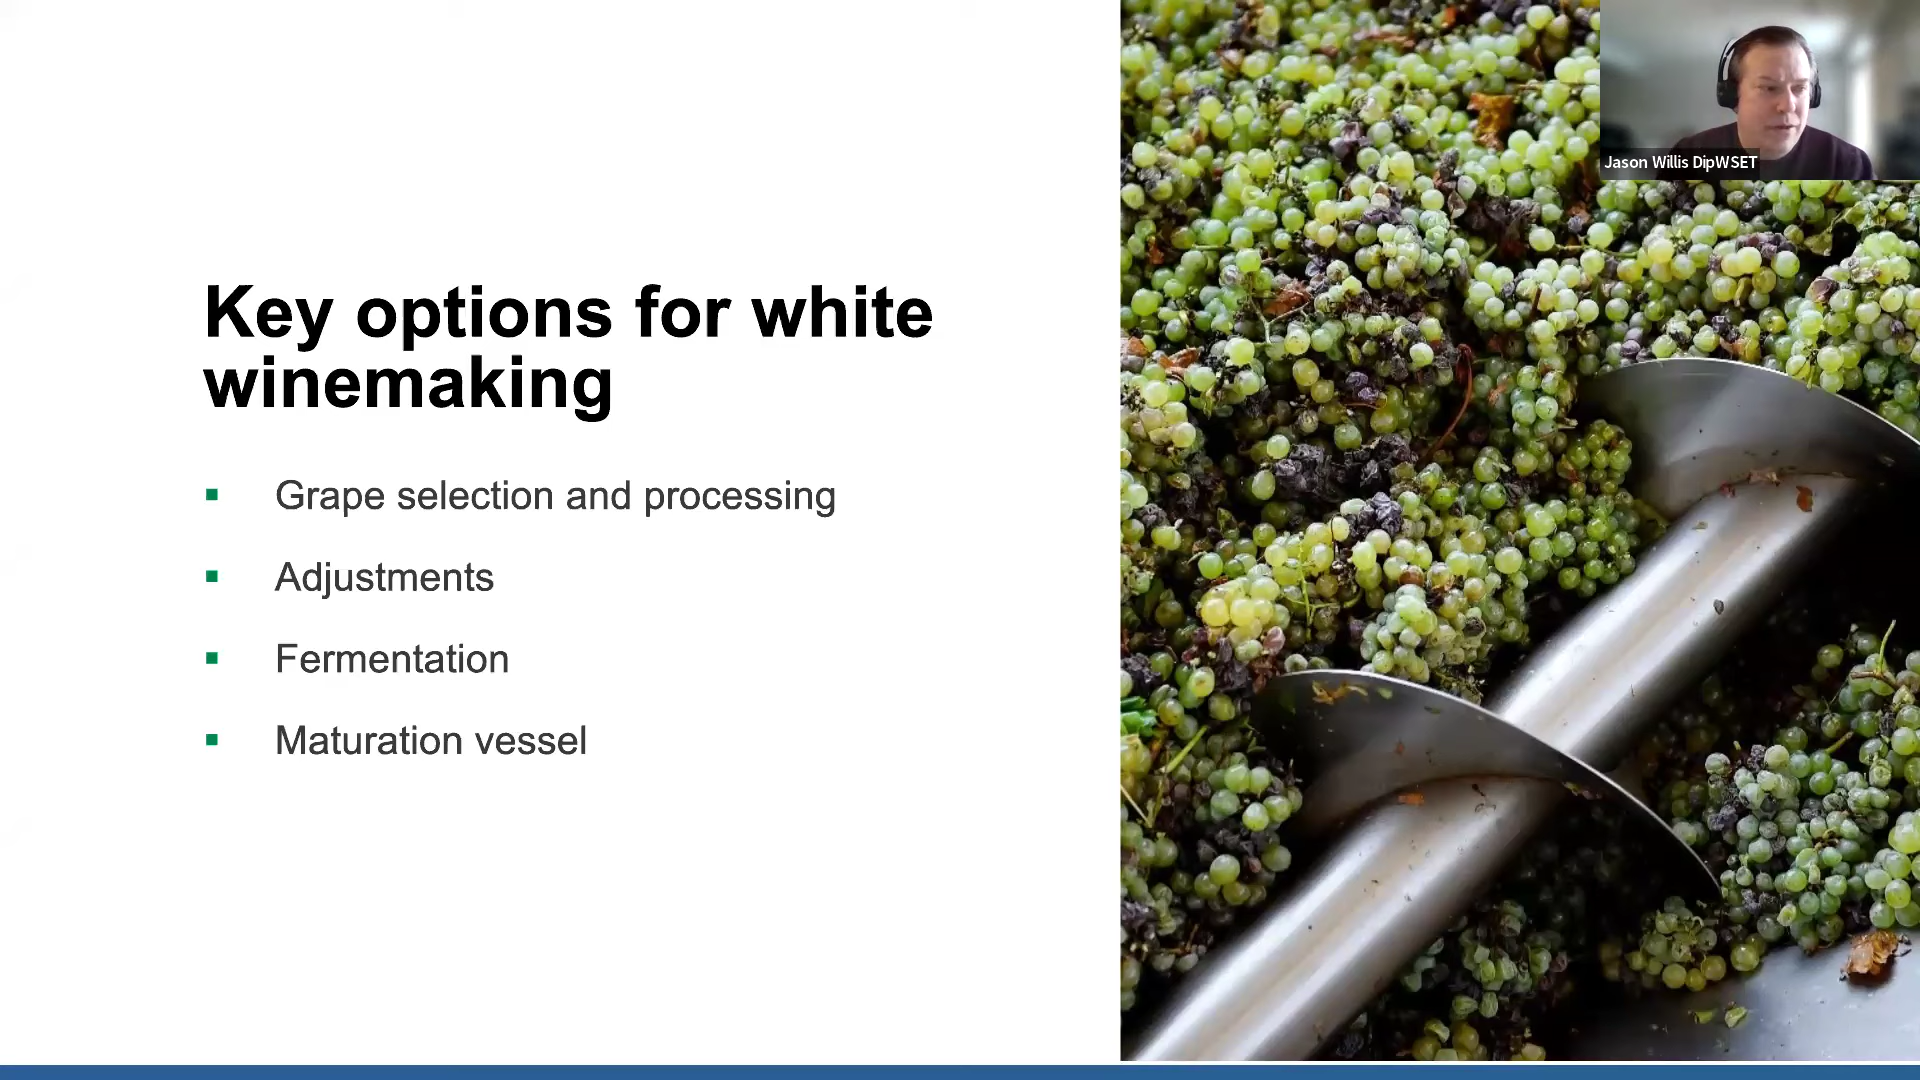 Key options for white
winemaking
Grape selection and processing
Adjustments
Fermentation
Maturation vessel
Jason Willis DipWSET